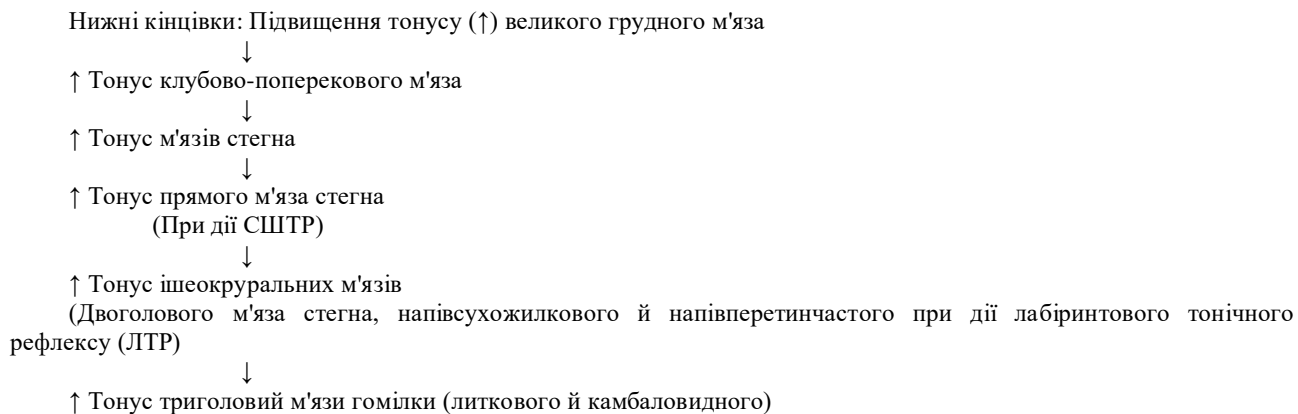 Нижні кінцівки: Підвищення тонусу (↑) великого грудного м'яза
↓
↑ Тонус клубово-поперекового м'яза
↓
↑ Тонус м'язів стегна
↓
↑ Тонус прямого м'яза стегна
(При дії СШТР)
↓
↑ Тонус ішеокруральних м'язів
(Двоголового м'яза стегна, напівсухожилкового й напівперетинчастого при дії лабіринтового тонічного
рефлексу (ЛТР)
↓
↑ Тонус триголовий м'язи гомілки (литкового й камбаловидного)